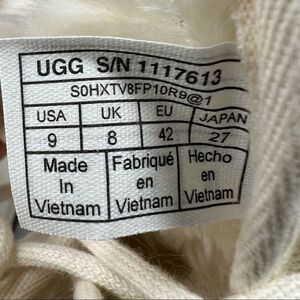 UGG S/N 1117613
S0HXTV8FP10R9@1
USA UK EU JAPAN
9 8 42 27
Made Fabriqué Hecho
In en en
Vietnam Vietnam Vietnam